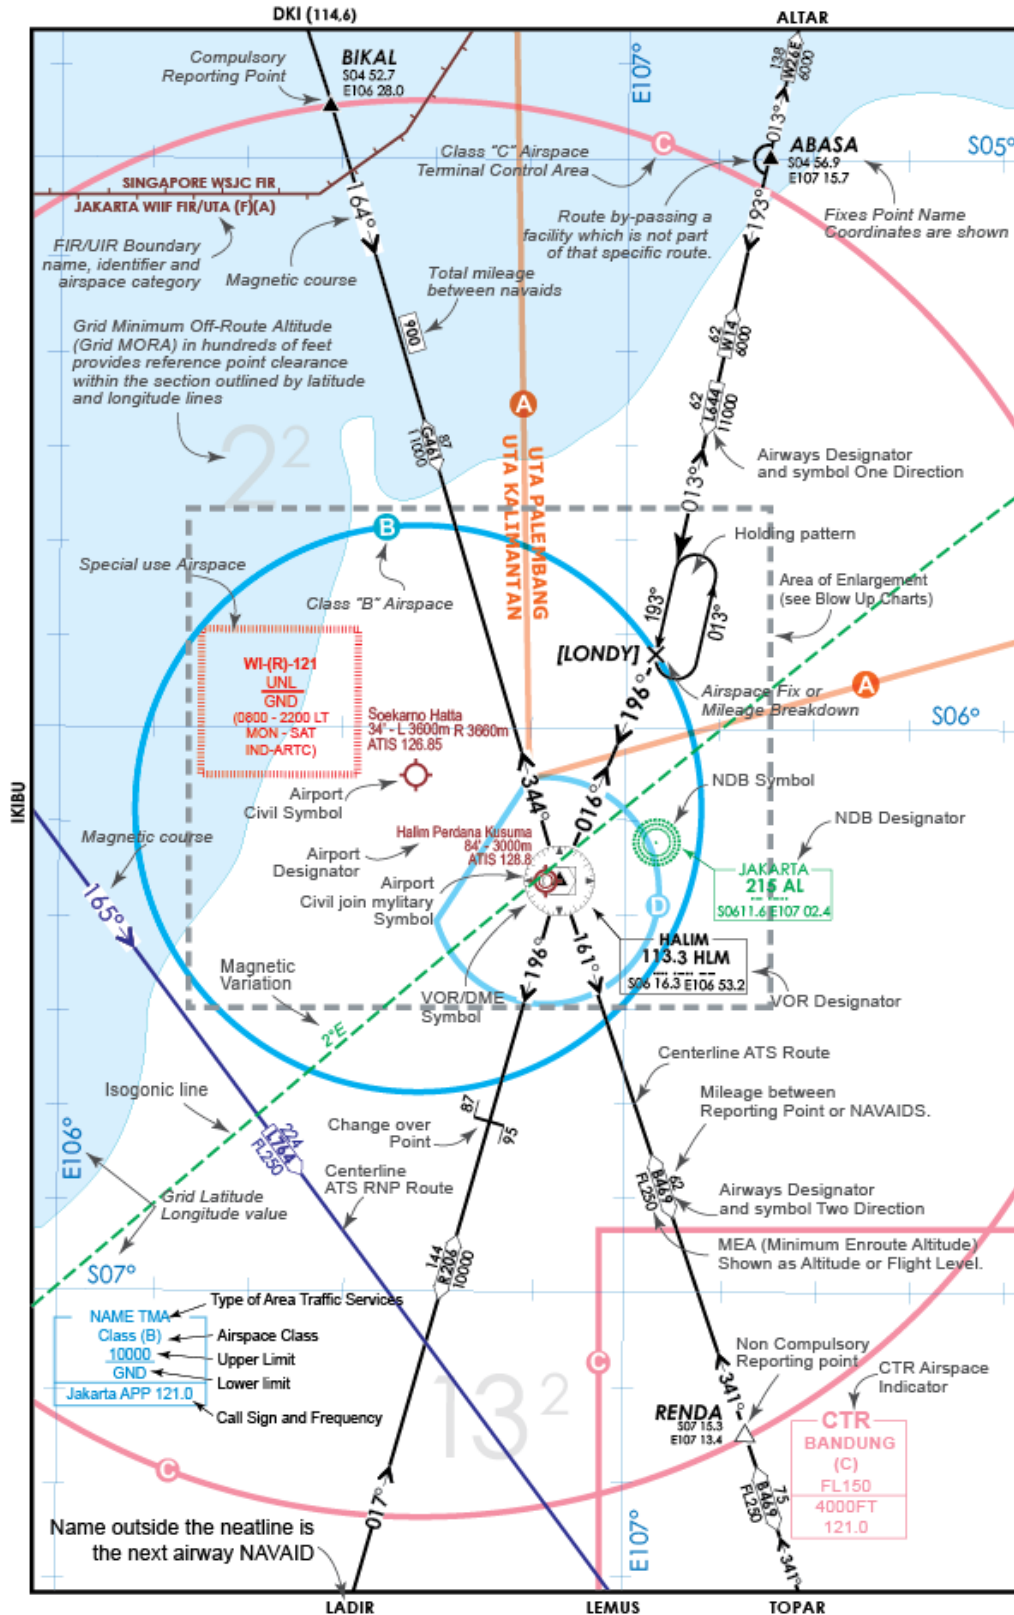 DKI (114,6)
ALTAR
Compulsory
Reporting Point
BIKAL
S04 52.7
E106 28.0
E107°
138
W26E
6000
013°
S05°
Class "C" Airspace
Terminal Control Area
C
ABASA
S04 56.9
E107 15.7
SINGAPORE WSJC FIR
JAKARTA WIIF FIR/UTA (F)(A)
164°
193°
Route by-passing a
facility which is not part
of that specific route.
Fixes Point Name
Coordinates are shown
FIR/UIR Boundary
name, identifier and
airspace category
Magnetic course
Total mileage
between navaids
900
62
W14
6000
Grid Minimum Off-Route Altitude
(Grid MORA) in hundreds of feet
provides reference point clearance
within the section outlined by latitude
and longitude lines
A
62
L644
11000
2²
87
G461
11000
UTA PALEMBANG
UTA KALIMANTAN
Airways Designator
and symbol One Direction
013°
B
Holding pattern
Special use Airspace
Class "B" Airspace
Area of Enlargement
(see Blow Up Charts)
193°
013°
WI-(R)-121
UNL
GND
(0800 - 2200 LT
MON - SAT
IND-ARTC)
[LONDY]
196°
Airspace Fix or
Mileage Breakdown
A
S06°
Soekarno Hatta
34' - L 3600m R 3660m
ATIS 126.85
IKIBU
Airport
Civil Symbol
344°
016°
NDB Symbol
NDB Designator
Magnetic course
Halim Perdana Kusuma
84' - 3000m
ATIS 128.8
Airport
Designator
Airport
Civil join mylitary
Symbol
JAKARTA
215 AL
S0611.6 E107 02.4
165°
D
196°
161°
HALIM
113.3 HLM
S06 16.3 E106 53.2
Magnetic
Variation
VOR/DME
Symbol
VOR Designator
2°E
Centerline ATS Route
Isogonic line
Mileage between
Reporting Point or NAVAIDS.
87
95
Change over
Point
E106°
224
L764
FL250
Centerline
ATS RNP Route
62
B469
FL250
Airways Designator
and symbol Two Direction
Grid Latitude
Longitude value
MEA (Minimum Enroute Altitude)
Shown as Altitude or Flight Level.
144
R206
10000
S07°
Type of Area Traffic Services
NAME TMA
Class (B)
10000
GND
Jakarta APP 121.0
Airspace Class
Upper Limit
Lower limit
Call Sign and Frequency
Non Compulsory
Reporting point
C
CTR Airspace
Indicator
13²
341°
RENDA
S07 15.3
E107 13.4
CTR
BANDUNG
(C)
FL150
4000FT
121.0
C
75
B469
FL250
017°
Name outside the neatline is
the next airway NAVAID
E107°
341°
LADIR
LEMUS
TOPAR